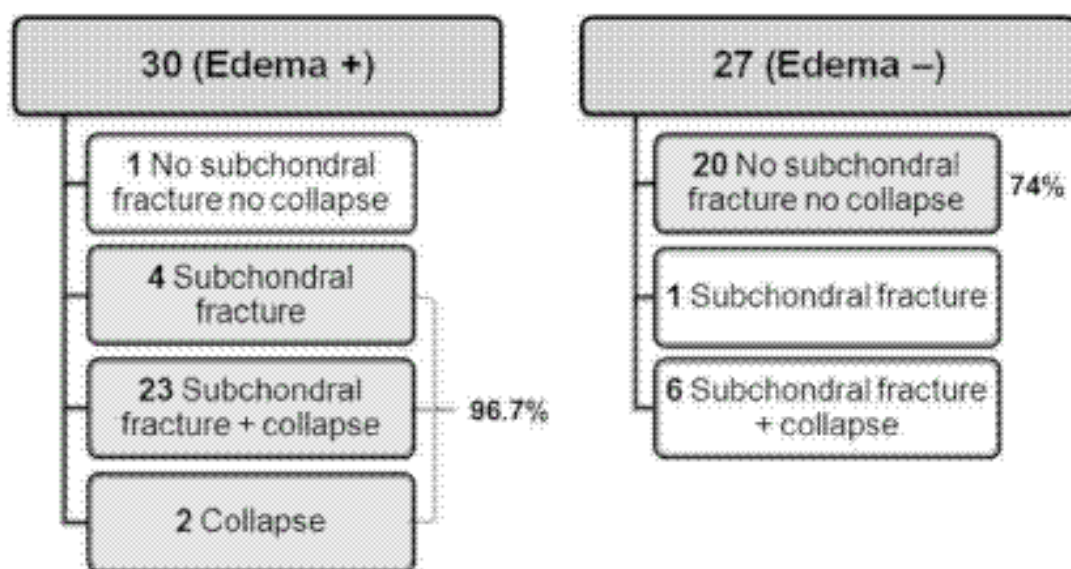 30 (Edema +)
1 No subchondral
fracture no collapse
4 Subchondral
fracture
23 Subchondral
fracture + collapse
2 Collapse
96.7%
27 (Edema –)
20 No subchondral
fracture no collapse
74%
1 Subchondral fracture
6 Subchondral fracture
+ collapse